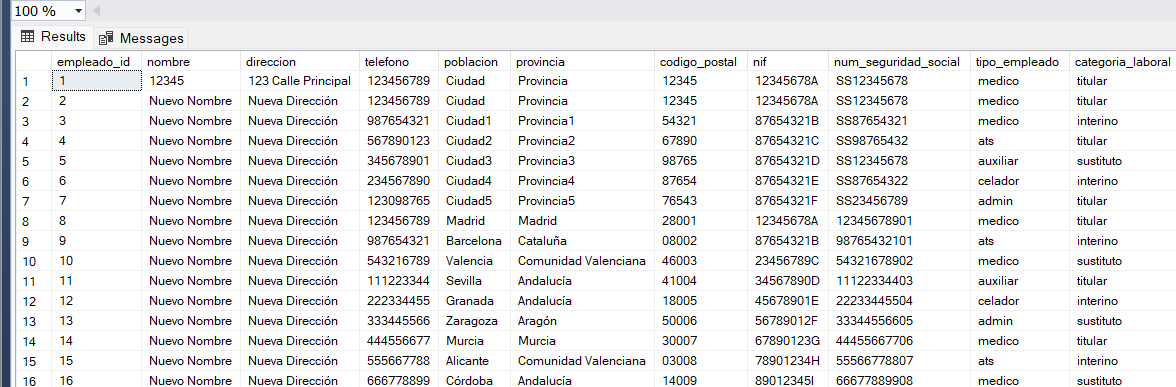 100 %
Results Messages
empleado_id nombre direccion telefono poblacion provincia codigo_postal nif num_seguridad_social tipo_empleado categoria_laboral
1 1 12345 123 Calle Principal 123456789 Ciudad Provincia 12345 12345678A SS12345678 medico titular
2 2 Nuevo Nombre Nueva Dirección 123456789 Ciudad Provincia 12345 12345678A SS12345678 medico titular
3 3 Nuevo Nombre Nueva Dirección 987654321 Ciudad1 Provincia1 54321 87654321B SS87654321 medico interino
4 4 Nuevo Nombre Nueva Dirección 567890123 Ciudad2 Provincia2 67890 87654321C SS98765432 ats titular
5 5 Nuevo Nombre Nueva Dirección 345678901 Ciudad3 Provincia3 98765 87654321D SS12345678 auxiliar sustituto
6 6 Nuevo Nombre Nueva Dirección 234567890 Ciudad4 Provincia4 87654 87654321E SS87654322 celador interino
7 7 Nuevo Nombre Nueva Dirección 123098765 Ciudad5 Provincia5 76543 87654321F SS23456789 admin titular
8 8 Nuevo Nombre Nueva Dirección 123456789 Madrid Madrid 28001 12345678A 12345678901 medico titular
9 9 Nuevo Nombre Nueva Dirección 987654321 Barcelona Cataluña 08002 87654321B 98765432101 ats interino
10 10 Nuevo Nombre Nueva Dirección 543216789 Valencia Comunidad Valenciana 46003 23456789C 54321678902 medico sustituto
11 11 Nuevo Nombre Nueva Dirección 111223344 Sevilla Andalucía 41004 34567890D 11122334403 auxiliar titular
12 12 Nuevo Nombre Nueva Dirección 222334455 Granada Andalucía 18005 45678901E 22233445504 celador interino
13 13 Nuevo Nombre Nueva Dirección 333445566 Zaragoza Aragón 50006 56789012F 33344556605 admin sustituto
14 14 Nuevo Nombre Nueva Dirección 444556677 Murcia Murcia 30007 67890123G 44455667706 medico titular
15 15 Nuevo Nombre Nueva Dirección 555667788 Alicante Comunidad Valenciana 03008 78901234H 55566778807 ats interino
16 16 Nuevo Nombre Nueva Dirección 666778899 Córdoba Andalucía 14009 89012345I 66677889908 medico sustituto